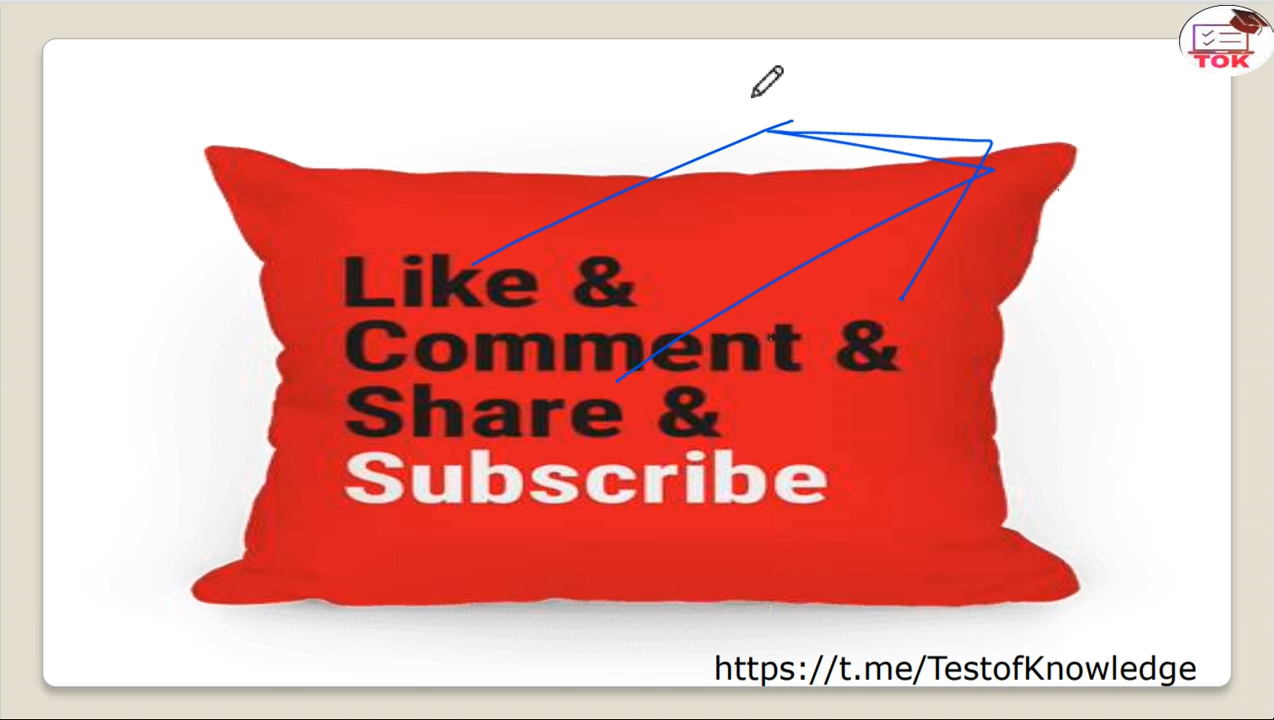 TOK
Like &
Comment &
Share &
Subscribe
https://t.me/TestofKnowledge